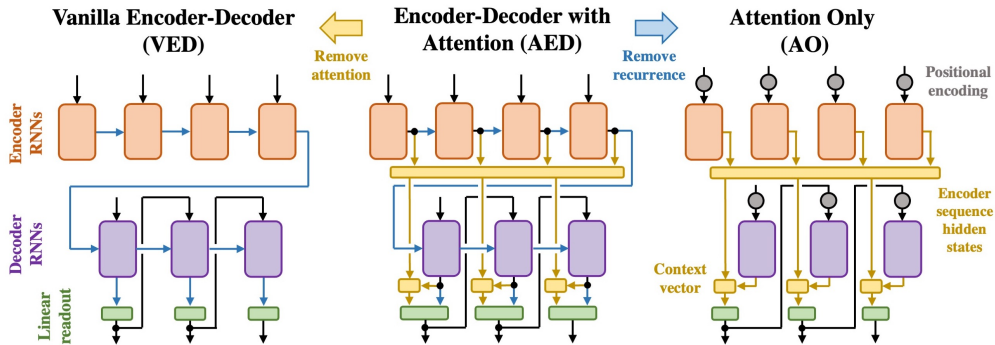 Vanilla Encoder-Decoder
(VED)
Remove
attention
Encoder-Decoder with
Attention (AED)
Remove
recurrence
Attention Only
(AO)
Positional
encoding
Encoder
RNNs
Decoder
RNNs
Encoder
sequence
hidden
states
Context
vector
Linear
readout